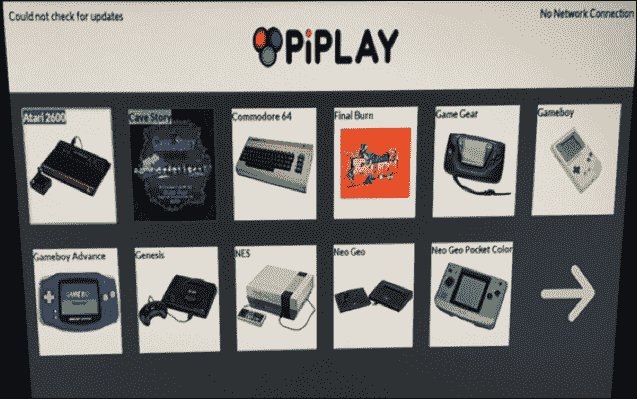 Could not check for updates
No Network Connection
PiPLAY
Atari 2600
Cave Story
Commodore 64
Final Burn
Game Gear
Gameboy
Gameboy Advance
Genesis
NES
Neo Geo
Neo Geo Pocket Color